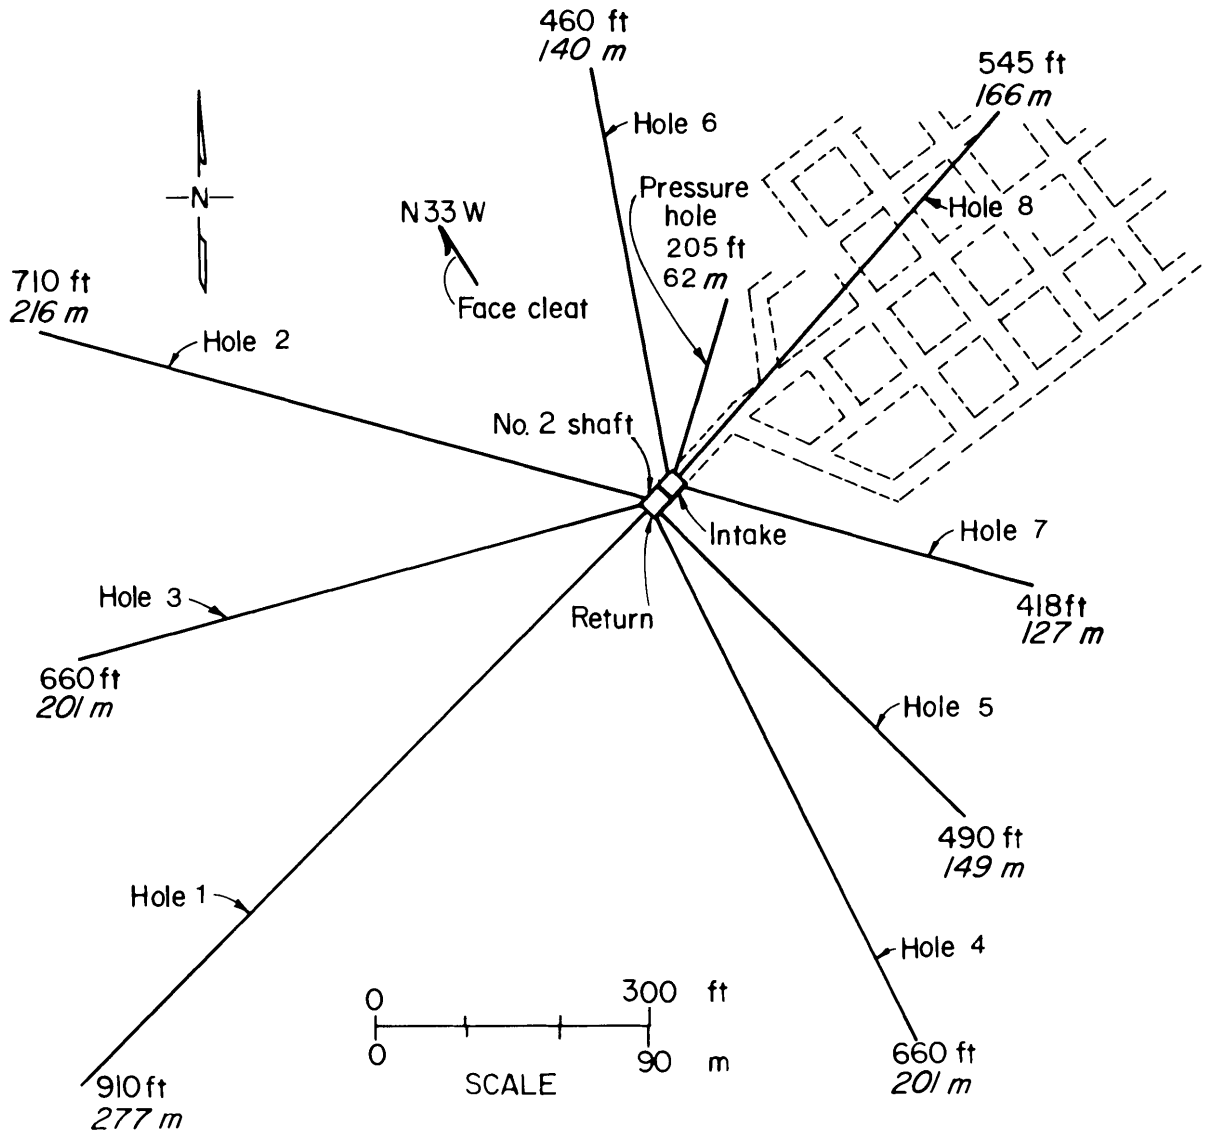 460 ft
140 m
545 ft
166 m
Hole 6
Pressure
hole
205 ft
62 m
Hole 8
N
N 33 W
Face cleat
710 ft
216 m
Hole 2
No. 2 shaft
Intake
Return
Hole 7
418 ft
127 m
Hole 3
660 ft
201 m
Hole 5
490 ft
149 m
Hole 1
Hole 4
910 ft
277 m
660 ft
201 m
0 300 ft
0 90 m
SCALE